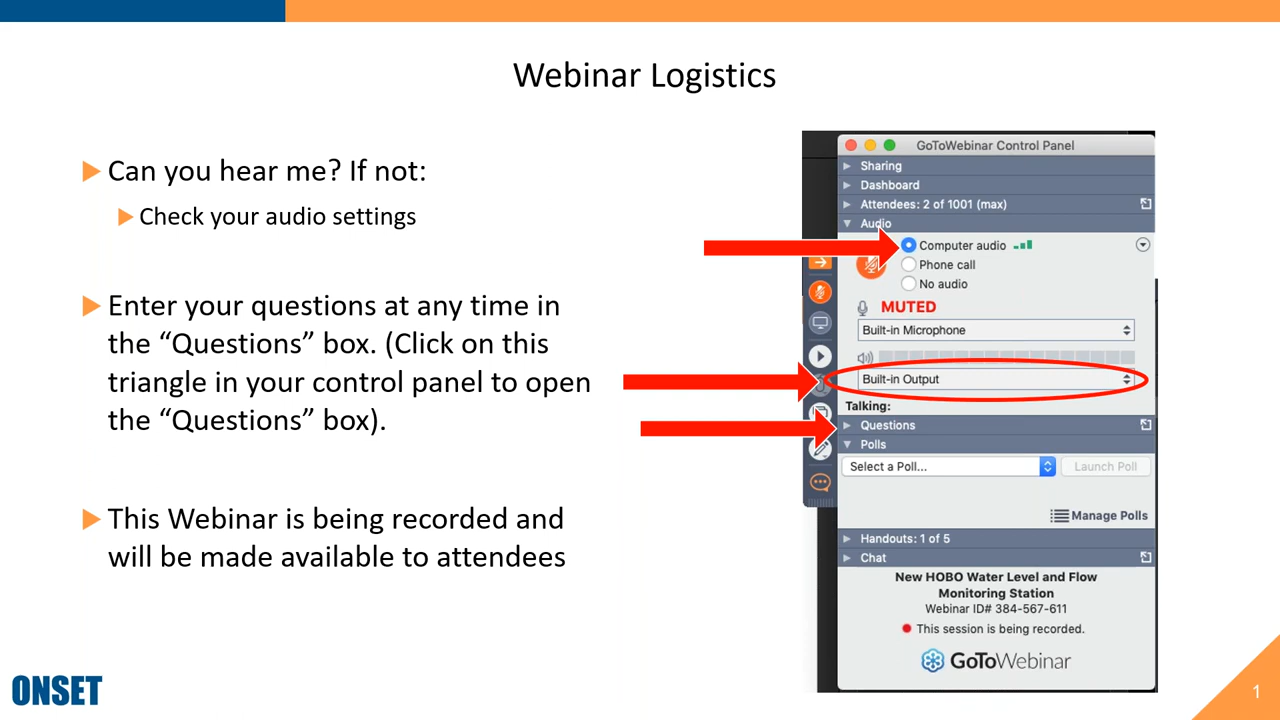 Webinar Logistics
Can you hear me? If not:
Check your audio settings
Enter your questions at any time in
the “Questions” box. (Click on this
triangle in your control panel to open
the “Questions” box).
This Webinar is being recorded and
will be made available to attendees
GoToWebinar Control Panel
Sharing
Dashboard
Attendees: 2 of 1001 (max)
Audio
Computer audio
Phone call
No audio
MUTED
Built-in Microphone
Built-in Output
Talking:
Questions
Polls
Select a Poll...
Launch Poll
Manage Polls
Handouts: 1 of 5
Chat
New HOBO Water Level and Flow
Monitoring Station
Webinar ID# 384-567-611
This session is being recorded.
GoToWebinar
ONSET
1